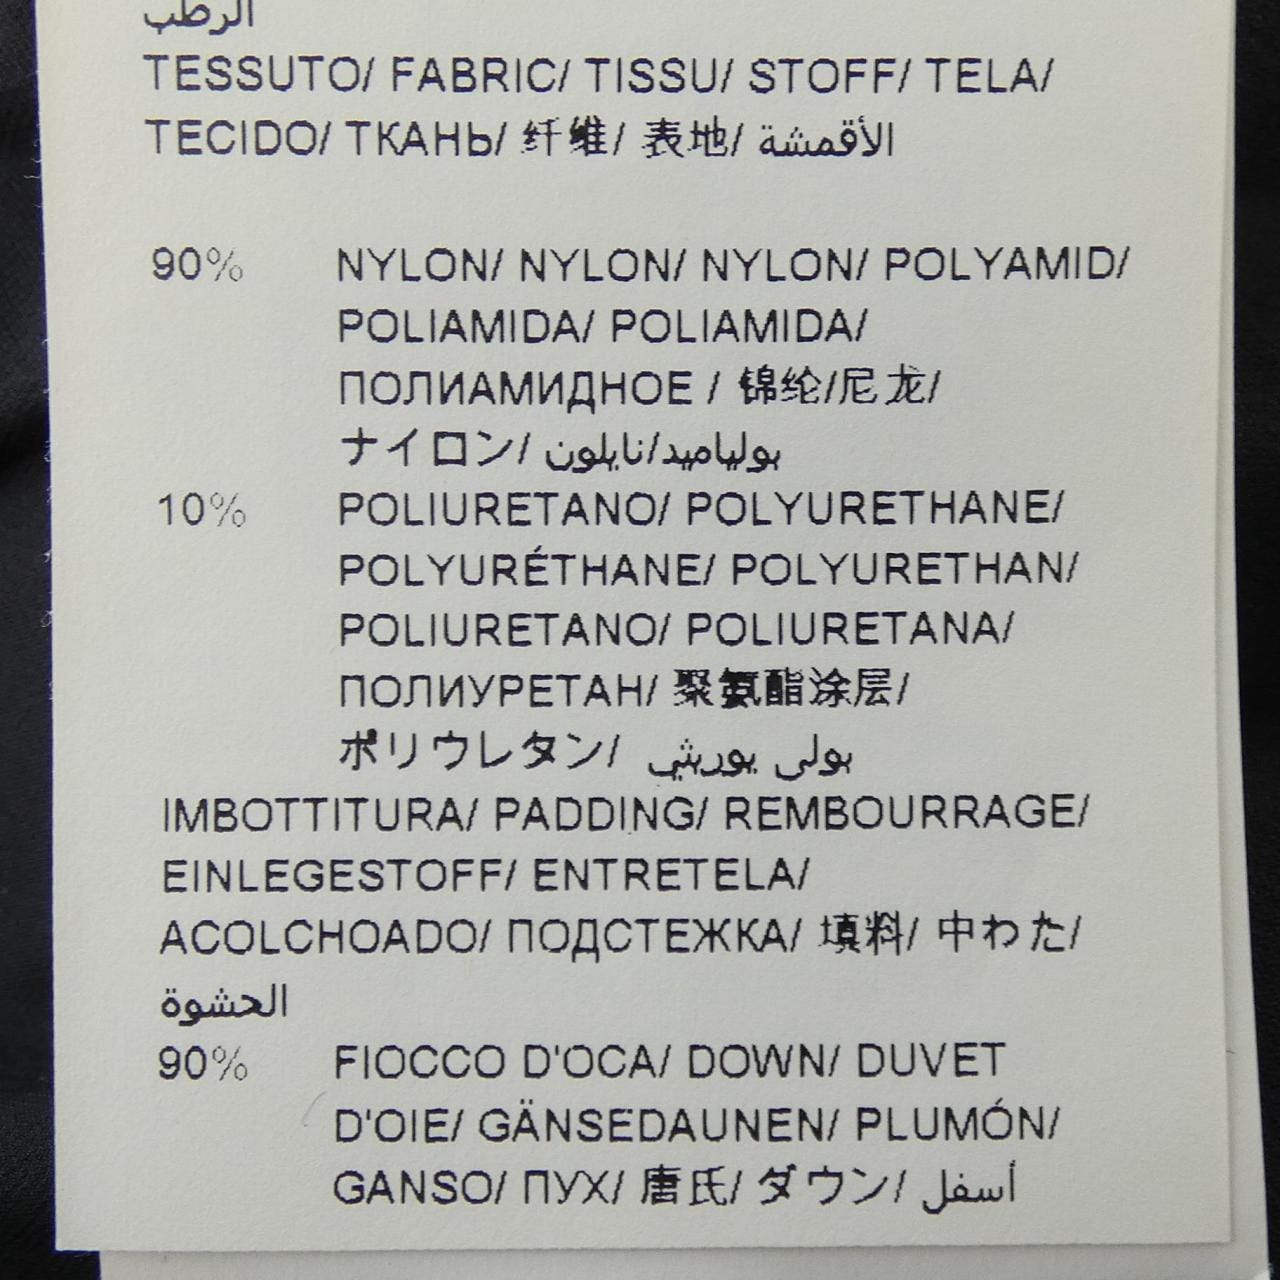 الرطب
TESSUTO/ FABRIC/ TISSU/ STOFF/ TELA/
TECIDO/ ТКАНЬ/ 纤维/ 表地/ الأقمشة
90% NYLON/ NYLON/ NYLON/ POLYAMID/
POLIAMIDA/ POLIAMIDA/
ПОЛИАМИДНОЕ / 锦纶/尼龙/
ナイロン/ بولياميد/نايلون
10% POLIURETANO/ POLYURETHANE/
POLYURÉTHANE/ POLYURETHAN/
POLIURETANO/ POLIURETANA/
ПОЛИУРЕТАН/ 聚氨酯涂层/
ポリウレタン/ بولى يوريثي
IMBOTTITURA/ PADDING/ REMBOURRAGE/
EINLEGESTOFF/ ENTRETELA/
ACOLCHOADO/ ПОДСТЕЖКА/ 填料/ 中わた/
الحشوة
90% FIOCCO D'OCA/ DOWN/ DUVET
D'OIE/ GÄNSEDAUNEN/ PLUMÓN/
GANSO/ ПУХ/ 唐氏/ ダウン/ أسفل